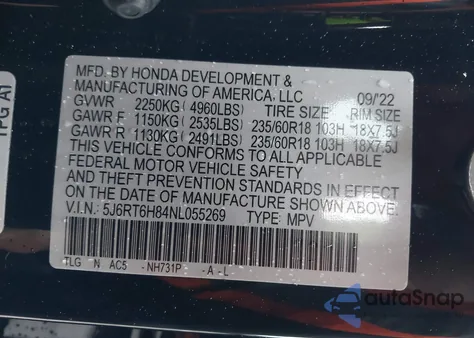 TPG A1
MFD. BY HONDA DEVELOPMENT &
MANUFACTURING OF AMERICA, LLC 09/'22
GVWR 2250KG (4960LBS) TIRE SIZE RIM SIZE
GAWR F 1150KG (2535LBS) 235/60R18 103H 18X7.5J
GAWR R 1130KG (2491LBS) 235/60R18 103H 18X7.5J
THIS VEHICLE CONFORMS TO ALL APPLICABLE
FEDERAL MOTOR VEHICLE SAFETY
AND THEFT PREVENTION STANDARDS IN EFFECT
ON THE DATE OF MANUFACTURE SHOWN ABOVE.
V.I.N.: 5J6RT6H84NL055269 TYPE: MPV
TLG N AC5 - NH731P - A - L -
autoSnap